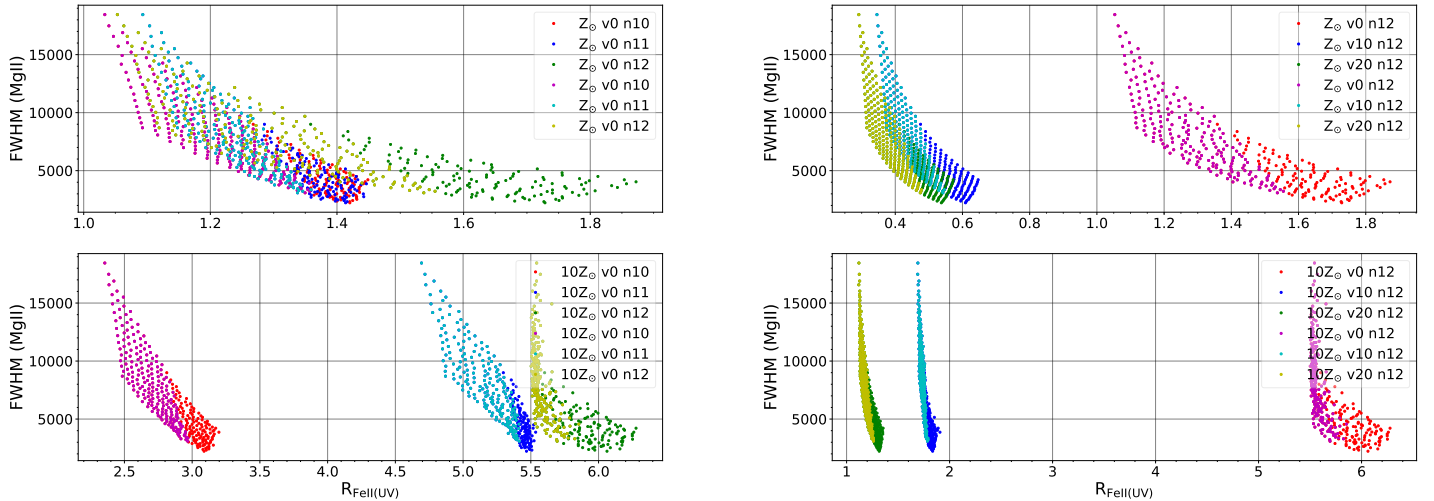 FWHM (MgII)
15000
10000
5000
1.0 1.2 1.4 1.6 1.8
Z⊙ v0 n10
Z⊙ v0 n11
Z⊙ v0 n12
Z⊙ v0 n10
Z⊙ v0 n11
Z⊙ v0 n12
FWHM (MgII)
15000
10000
5000
0.4 0.6 0.8 1.0 1.2 1.4 1.6 1.8
Z⊙ v0 n12
Z⊙ v10 n12
Z⊙ v20 n12
Z⊙ v0 n12
Z⊙ v10 n12
Z⊙ v20 n12
FWHM (MgII)
15000
10000
5000
2.5 3.0 3.5 4.0 4.5 5.0 5.5 6.0
RFeII(UV)
10Z⊙ v0 n10
10Z⊙ v0 n11
10Z⊙ v0 n12
10Z⊙ v0 n10
10Z⊙ v0 n11
10Z⊙ v0 n12
FWHM (MgII)
15000
10000
5000
1 2 3 4 5 6
RFeII(UV)
10Z⊙ v0 n12
10Z⊙ v10 n12
10Z⊙ v20 n12
10Z⊙ v0 n12
10Z⊙ v10 n12
10Z⊙ v20 n12